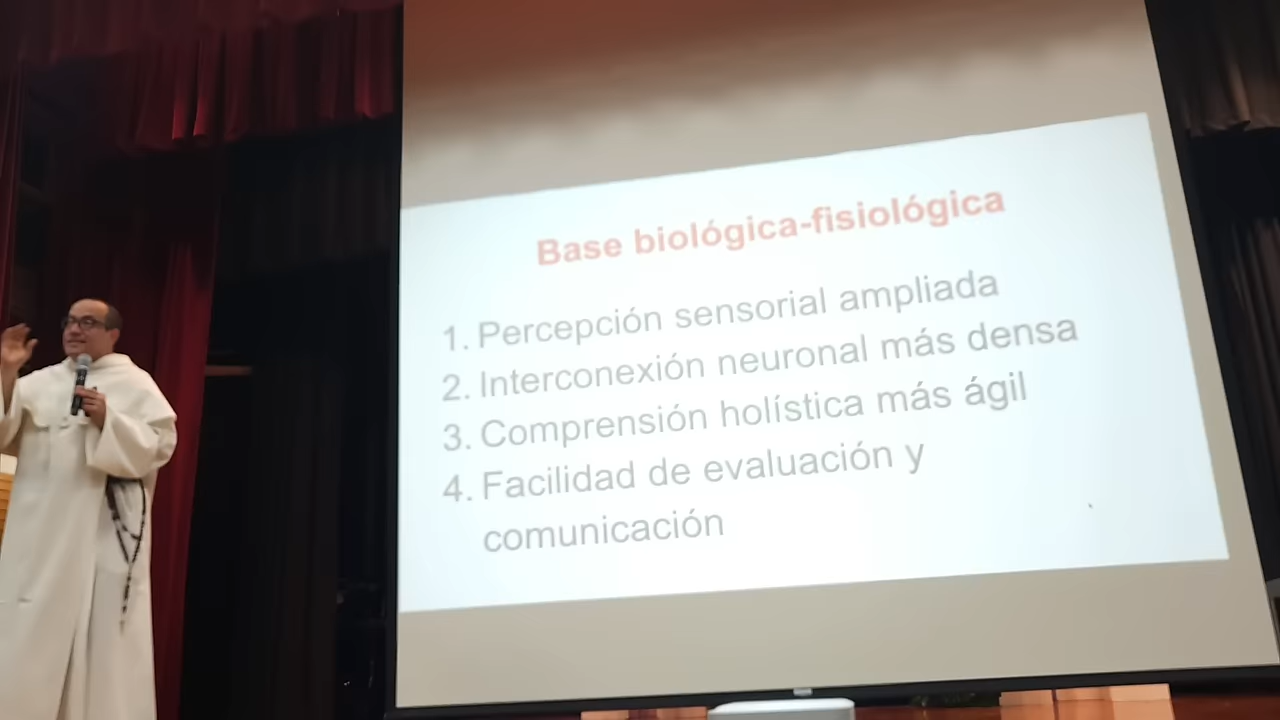 Base biológica-fisiológica
1. Percepción sensorial ampliada
2. Interconexión neuronal más densa
3. Comprensión holística más ágil
4. Facilidad de evaluación y
comunicación